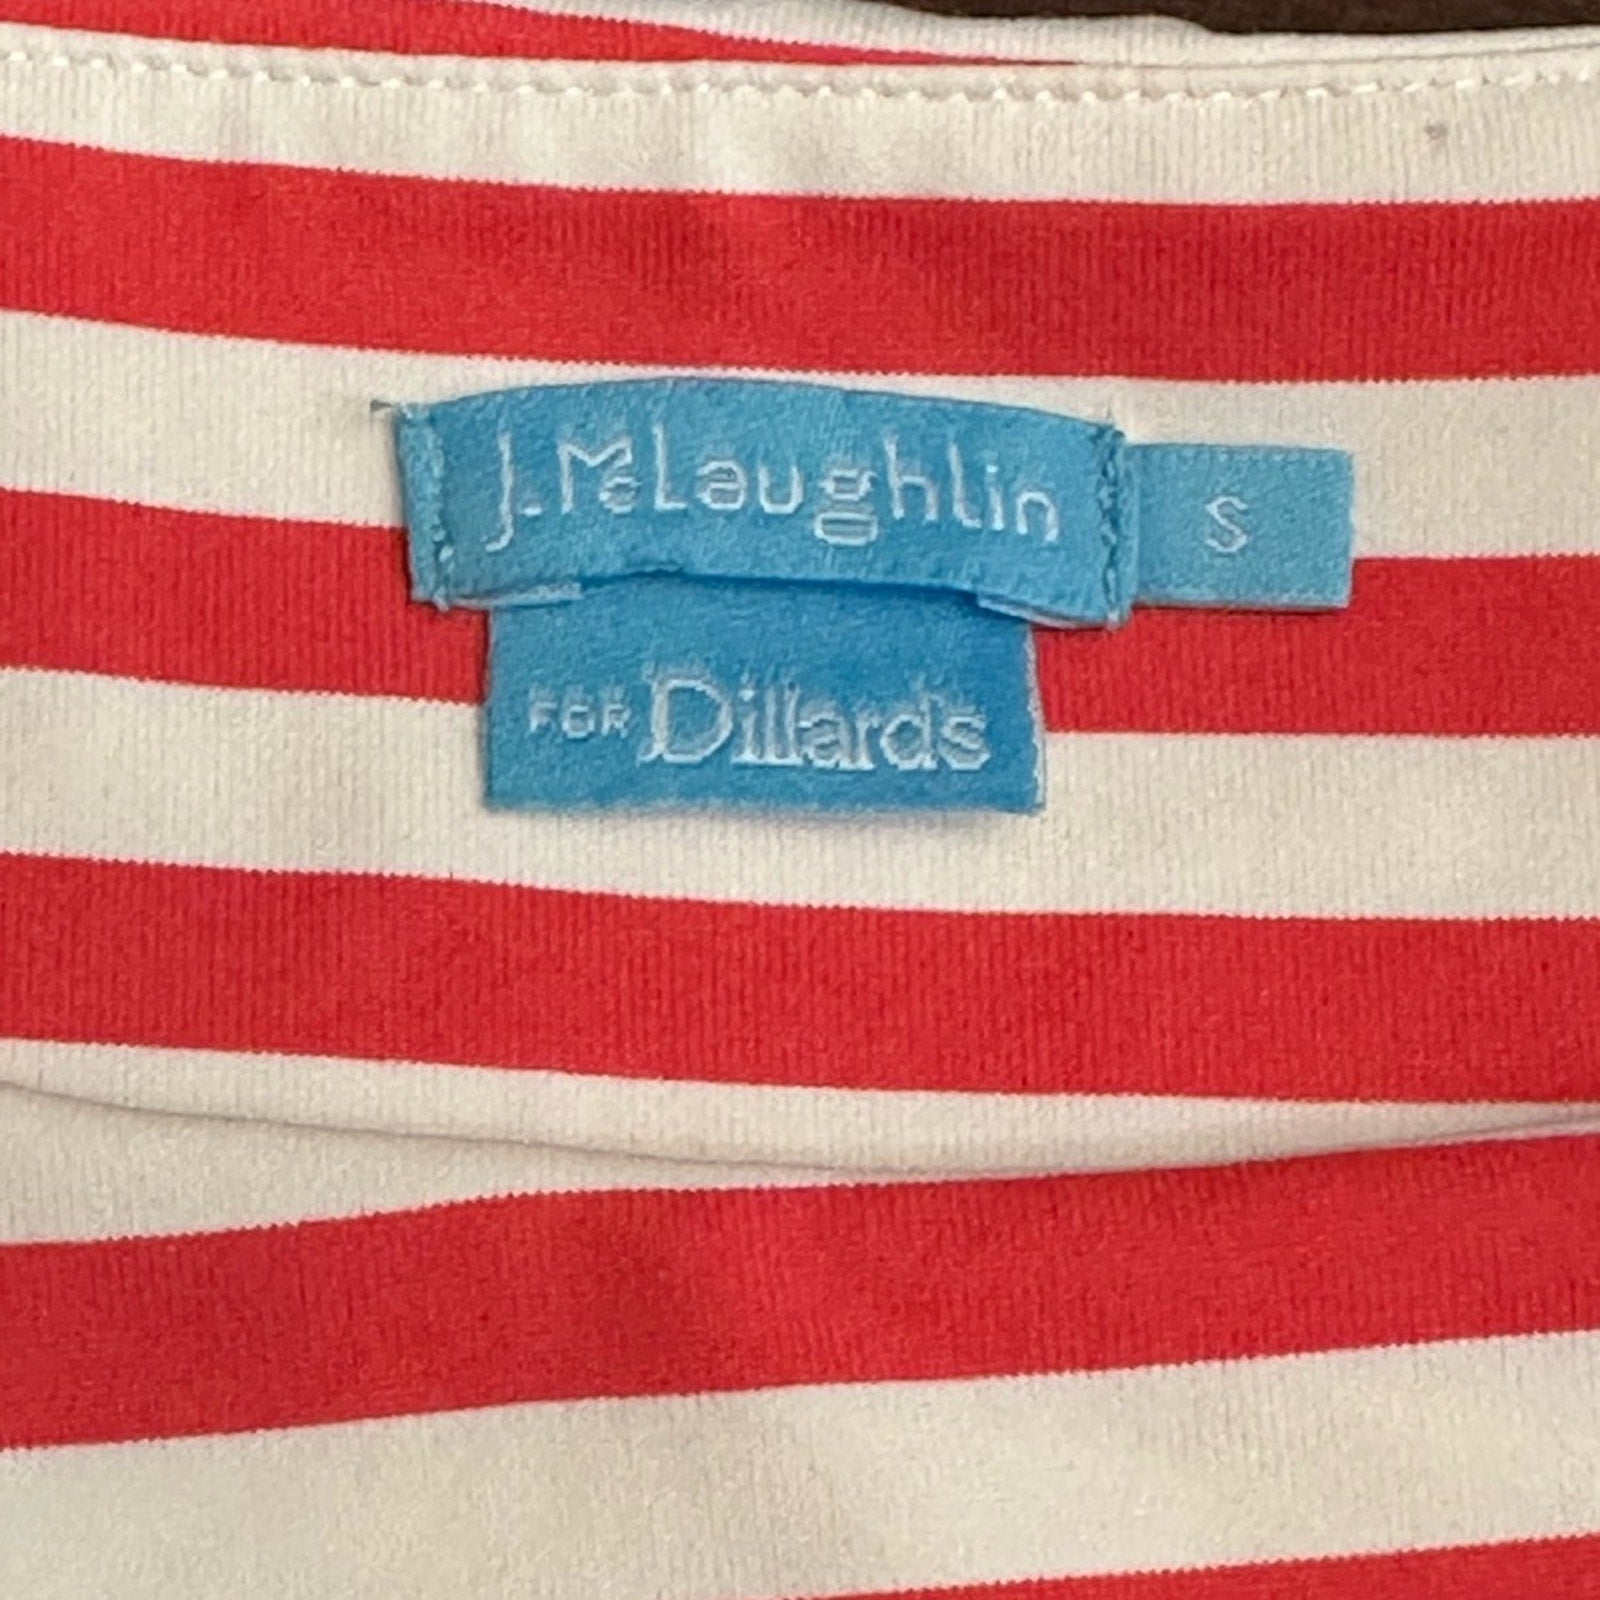 J. McLaughlin
S
FOR Dillards